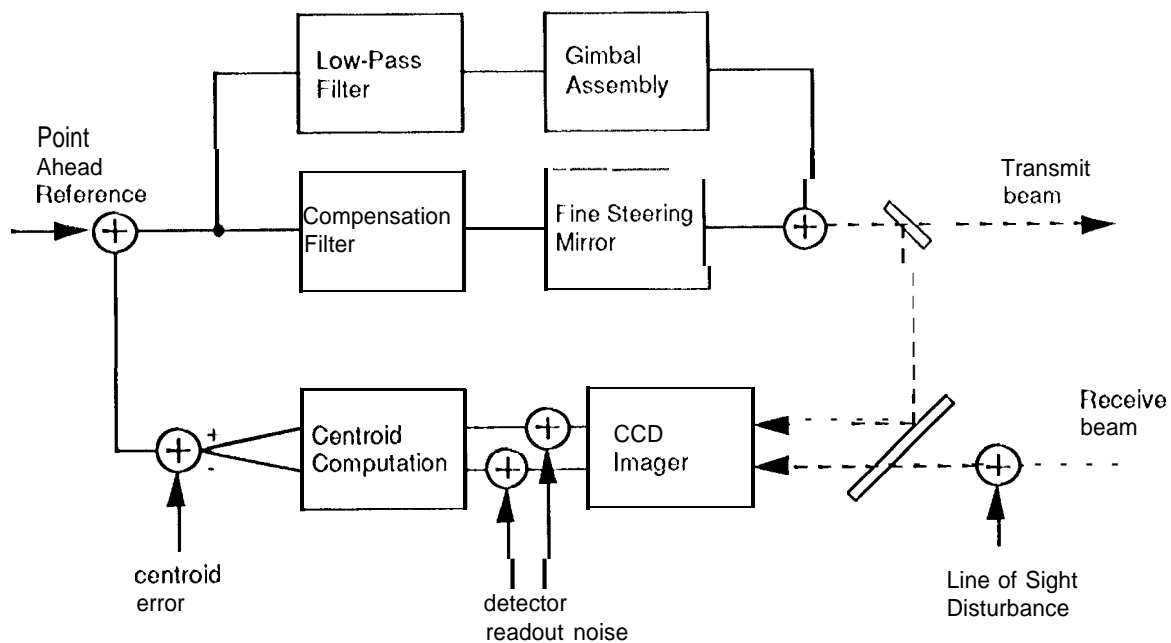 Low-Pass
Filter
Gimbal
Assembly
Point
Ahead
Reference
Compensation
Filter
Fine Steering
Mirror
Transmit
beam
+
-
Centroid
Computation
CCD
Imager
Receive
beam
centroid
error
detector
readout noise
Line of Sight
Disturbance